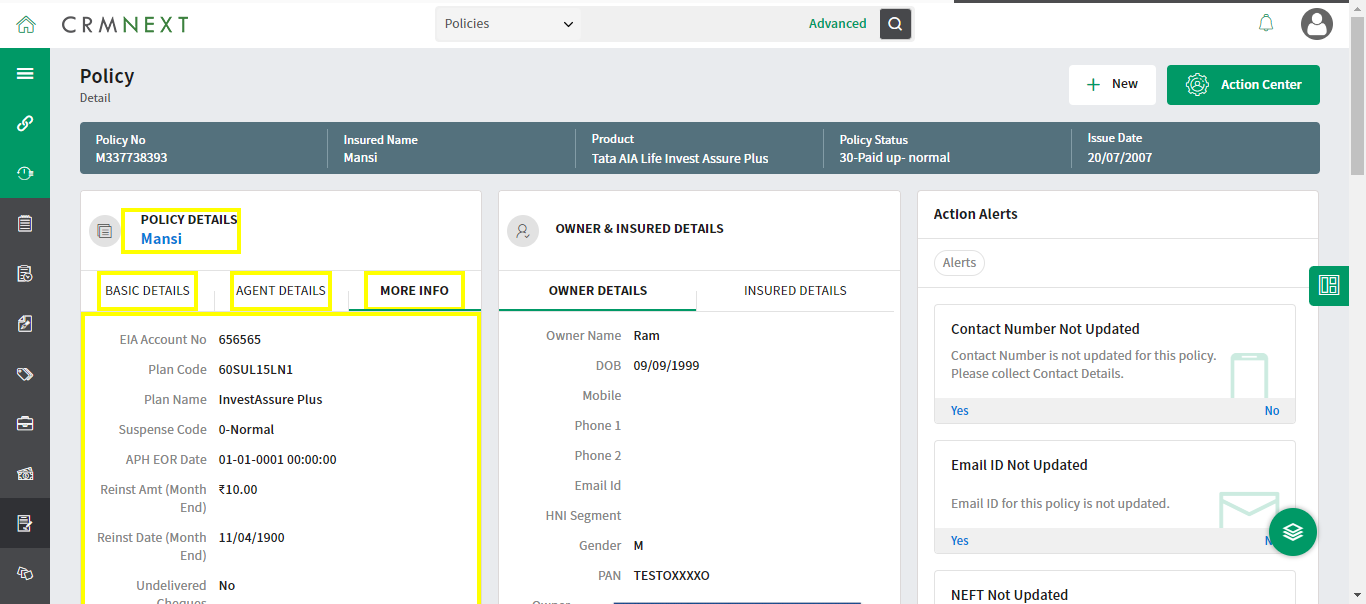 CRMNEXT
Policies
Advanced
Policy
Detail
New
Action Center
Policy No
M337738393
Insured Name
Mansi
Product
Tata AIA Life Invest Assure Plus
Policy Status
30-Paid up- normal
Issue Date
20/07/2007
POLICY DETAILS
Mansi
BASIC DETAILS
AGENT DETAILS
MORE INFO
EIA Account No 656565
Plan Code 60SUL15LN1
Plan Name InvestAssure Plus
Suspense Code 0-Normal
APH EOR Date 01-01-0001 00:00:00
Reinst Amt (Month ₹10.00
End)
Reinst Date (Month 11/04/1900
End)
Undelivered No
Cheques
OWNER & INSURED DETAILS
OWNER DETAILS
INSURED DETAILS
Owner Name Ram
DOB 09/09/1999
Mobile
Phone 1
Phone 2
Email Id
HNI Segment
Gender M
PAN TESTOXXXXO
Owner
Action Alerts
Alerts
Contact Number Not Updated
Contact Number is not updated for this policy.
Please collect Contact Details.
Yes No
Email ID Not Updated
Email ID for this policy is not updated.
Yes
NEFT Not Updated